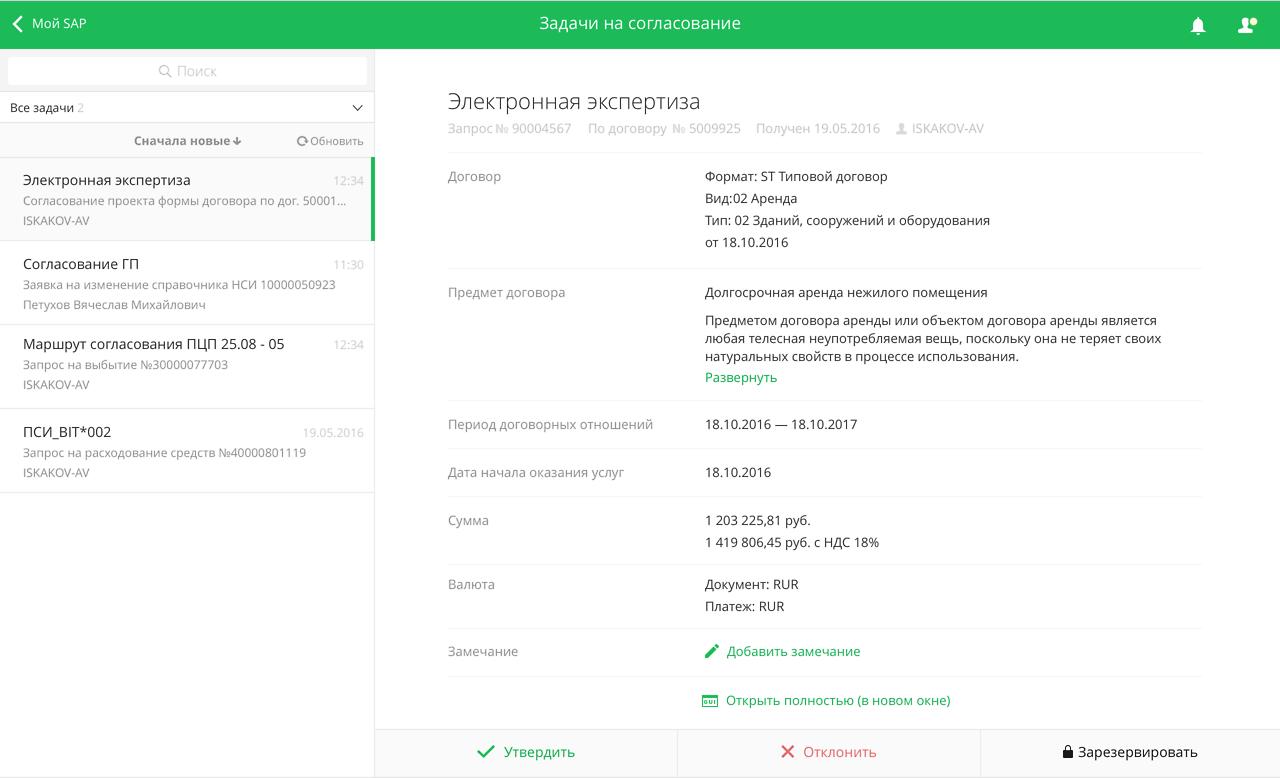 Мой SAP
Задачи на согласование
Поиск
Все задачи 2
Сначала новые
Обновить
Электронная экспертиза 12:34
Согласование проекта формы договора по дог. 50001...
ISKAKOV-AV
Согласование ГП 11:30
Заявка на изменение справочника НСИ 10000050923
Петухов Вячеслав Михайлович
Маршрут согласования ПЦП 25.08 - 05 12:34
Запрос на выбытие №30000077703
ISKAKOV-AV
ПСИ_BIT*002 19.05.2016
Запрос на расходование средств №40000801119
ISKAKOV-AV
Электронная экспертиза
Запрос № 90004567 По договору № 5009925 Получен 19.05.2016 ISKAKOV-AV
Договор
Формат: ST Типовой договор
Вид:02 Аренда
Тип: 02 Зданий, сооружений и оборудования
от 18.10.2016
Предмет договора
Долгосрочная аренда нежилого помещения
Предметом договора аренды или объектом договора аренды является
любая телесная неупотребляемая вещь, поскольку она не теряет своих
натуральных свойств в процессе использования.
Развернуть
Период договорных отношений 18.10.2016 — 18.10.2017
Дата начала оказания услуг 18.10.2016
Сумма
1 203 225,81 руб.
1 419 806,45 руб. с НДС 18%
Валюта
Документ: RUR
Платеж: RUR
Замечание Добавить замечание
GUI Открыть полностью (в новом окне)
Утвердить
Отклонить
Зарезервировать